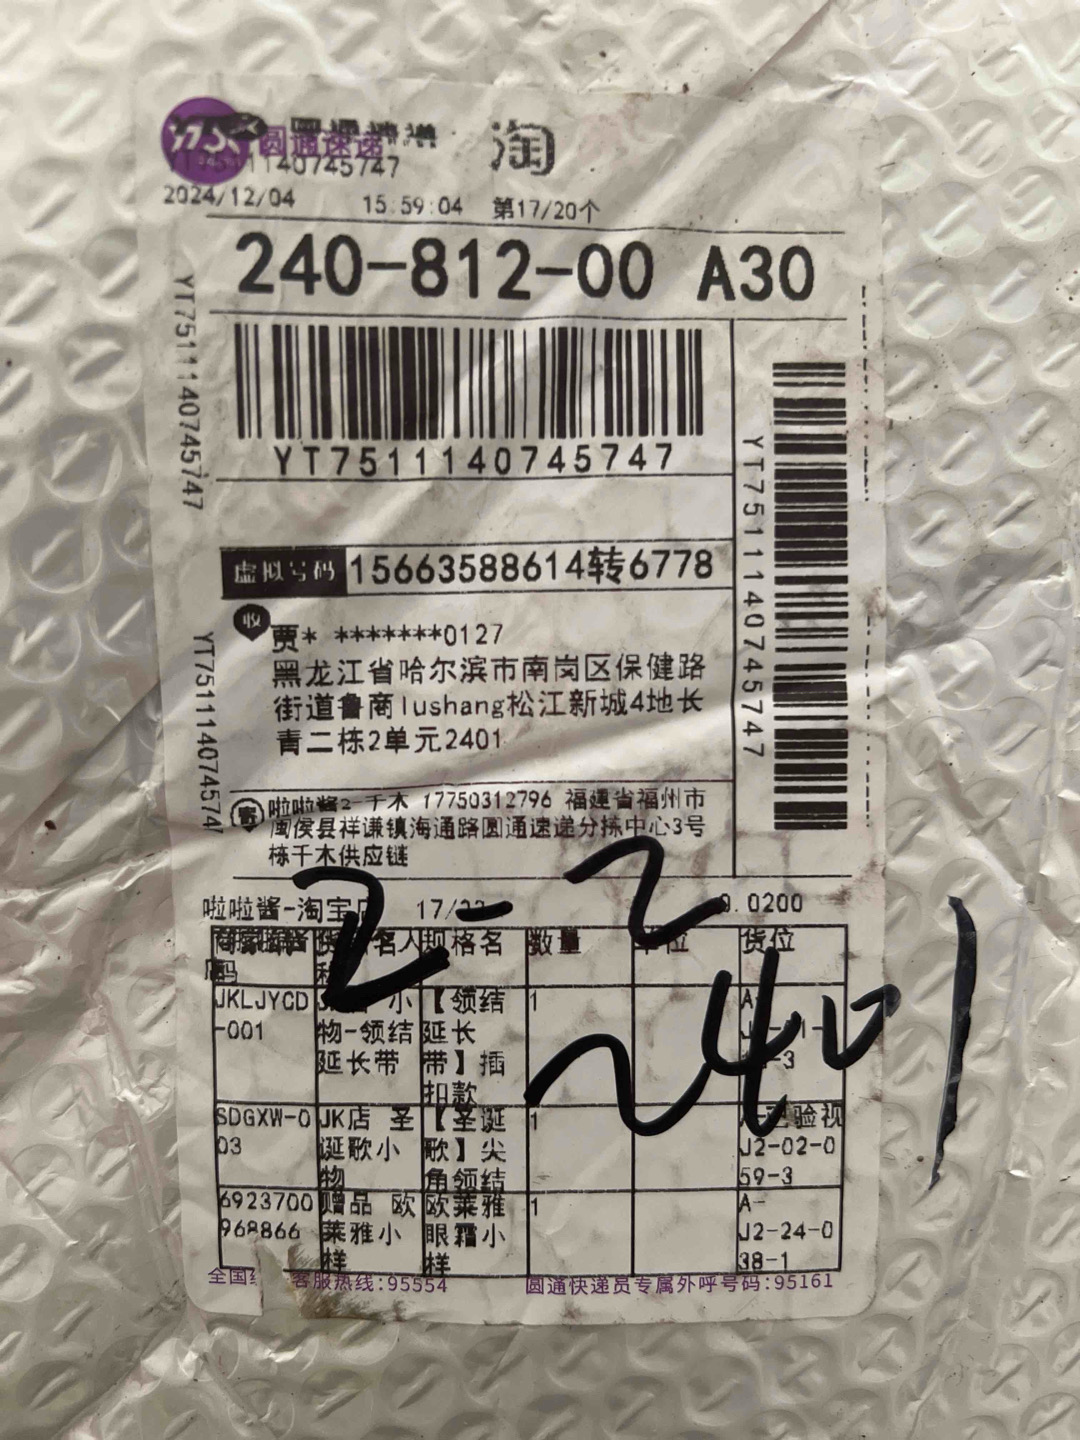 圆通速递
淘
140745747
2024/12/04 15:59:04 第17/20个
240-812-00 A30
YT7511140745747
YT7511140745747
YT7511140745747
虚拟号码 15663588614转6778
收 贾* *******0127
黑龙江省哈尔滨市南岗区保健路
街道鲁商lushang松江新城4地长
青二栋2单元2401
YT751114074574
寄 啦啦酱2-千木 17750312796 福建省福州市
闽侯县祥谦镇海通路圆通速递分拣中心3号
栋千木供应链
啦啦酱-淘宝店 17/ .0200
2-2
2401
规格名 数量 单位 货位
JKLJYCD-001 小物-领结延长带 【领结延长带】插扣款 1
SDGXW-003 JK店 圣诞歌小物 【圣诞歌】尖角领结 1 已验视 J2-02-059-3
6923700968866 赠品 欧莱雅小样 欧莱雅眼霜小样 1 A-J2-24-038-1
全国 客服热线:95554 圆通快递员专属外呼号码:95161